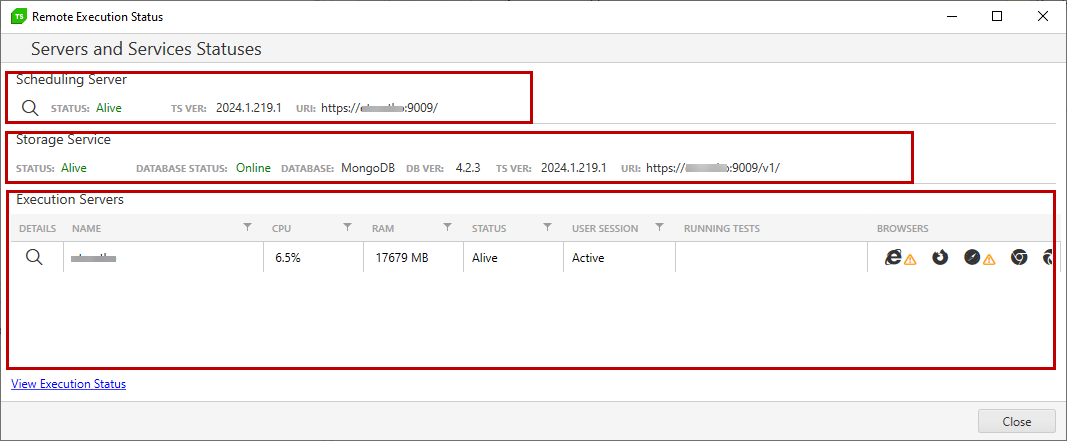 TS Remote Execution Status
Servers and Services Statuses
Scheduling Server
STATUS: Alive TS VER: 2024.1.219.1 URI: https:// :9009/
Storage Service
STATUS: Alive DATABASE STATUS: Online DATABASE: MongoDB DB VER: 4.2.3 TS VER: 2024.1.219.1 URI: https:// :9009/v1/
Execution Servers
DETAILS NAME CPU RAM STATUS USER SESSION RUNNING TESTS BROWSERS
6.5% 17679 MB Alive Active
View Execution Status
Close